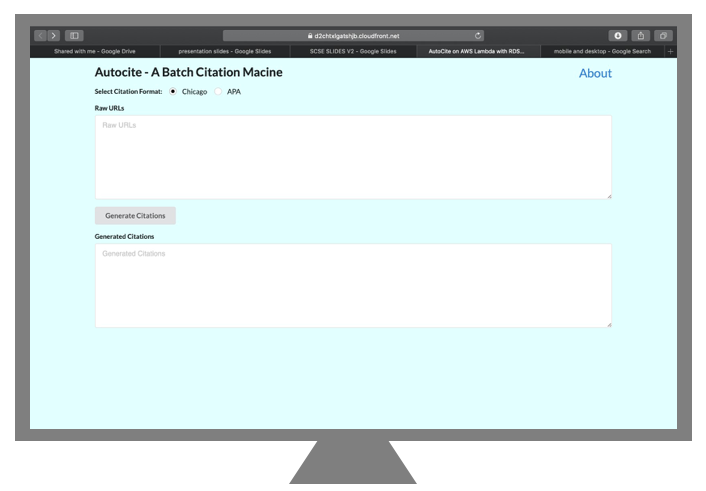 d2chtxlgatshjb.cloudfront.net
Shared with me - Google Drive
presentation slides - Google Slides
SCSE SLIDES V2 - Google Slides
AutoCite on AWS Lambda with RDS...
mobile and desktop - Google Search
Autocite - A Batch Citation Macine
About
Select Citation Format: Chicago APA
Raw URLs
Raw URLs
Generate Citations
Generated Citations
Generated Citations